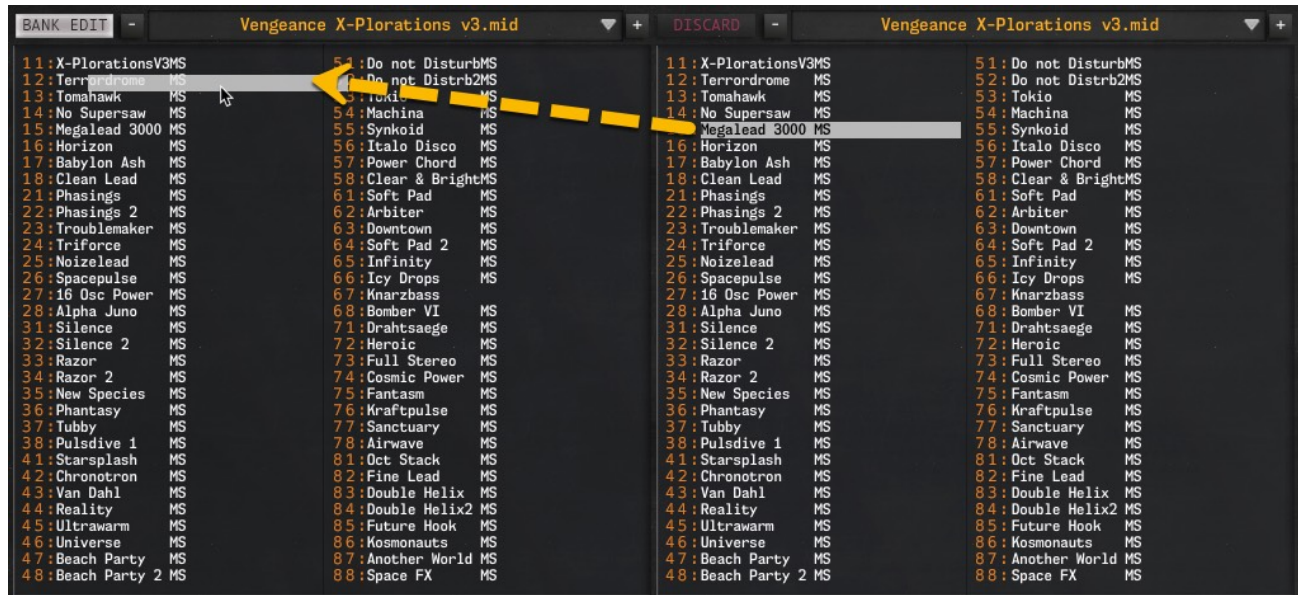 BANK EDIT - Vengeance X-Plorations v3.mid +
11:X-PlorationsV3MS
12:Terrordrome MS
13:Tomahawk MS
14:No Supersaw MS
15:Megalead 3000 MS
16:Horizon MS
17:Babylon Ash MS
18:Clean Lead MS
21:Phasings MS
22:Phasings 2 MS
23:Troublemaker MS
24:Triforce MS
25:Noizelead MS
26:Spacepulse MS
27:16 Osc Power MS
28:Alpha Juno MS
31:Silence MS
32:Silence 2 MS
33:Razor MS
34:Razor 2 MS
35:New Species MS
36:Phantasy MS
37:Tubby MS
38:Pulsdive 1 MS
41:Starsplash MS
42:Chronotron MS
43:Van Dahl MS
44:Reality MS
45:Ultrawarm MS
46:Universe MS
47:Beach Party MS
48:Beach Party 2 MS
51:Do not DisturbMS
Do not Distrb2MS
53:Tokio MS
54:Machina MS
55:Synkoid MS
56:Italo Disco MS
57:Power Chord MS
58:Clear & BrightMS
61:Soft Pad MS
62:Arbiter MS
63:Downtown MS
64:Soft Pad 2 MS
65:Infinity MS
66:Icy Drops MS
67:Knarzbass
68:Bomber VI MS
71:Drahtsaege MS
72:Heroic MS
73:Full Stereo MS
74:Cosmic Power MS
75:Fantasm MS
76:Kraftpulse MS
77:Sanctuary MS
78:Airwave MS
81:Oct Stack MS
82:Fine Lead MS
83:Double Helix MS
84:Double Helix2 MS
85:Future Hook MS
86:Kosmonauts MS
87:Another World MS
88:Space FX MS
DISCARD - Vengeance X-Plorations v3.mid +
11:X-PlorationsV3MS
12:Terrordrome MS
13:Tomahawk MS
14:No Supersaw MS
Megalead 3000 MS
16:Horizon MS
17:Babylon Ash MS
18:Clean Lead MS
21:Phasings MS
22:Phasings 2 MS
23:Troublemaker MS
24:Triforce MS
25:Noizelead MS
26:Spacepulse MS
27:16 Osc Power MS
28:Alpha Juno MS
31:Silence MS
32:Silence 2 MS
33:Razor MS
34:Razor 2 MS
35:New Species MS
36:Phantasy MS
37:Tubby MS
38:Pulsdive 1 MS
41:Starsplash MS
42:Chronotron MS
43:Van Dahl MS
44:Reality MS
45:Ultrawarm MS
46:Universe MS
47:Beach Party MS
48:Beach Party 2 MS
51:Do not DisturbMS
52:Do not Distrb2MS
53:Tokio MS
54:Machina MS
55:Synkoid MS
56:Italo Disco MS
57:Power Chord MS
58:Clear & BrightMS
61:Soft Pad MS
62:Arbiter MS
63:Downtown MS
64:Soft Pad 2 MS
65:Infinity MS
66:Icy Drops MS
67:Knarzbass
68:Bomber VI MS
71:Drahtsaege MS
72:Heroic MS
73:Full Stereo MS
74:Cosmic Power MS
75:Fantasm MS
76:Kraftpulse MS
77:Sanctuary MS
78:Airwave MS
81:Oct Stack MS
82:Fine Lead MS
83:Double Helix MS
84:Double Helix2 MS
85:Future Hook MS
86:Kosmonauts MS
87:Another World MS
88:Space FX MS